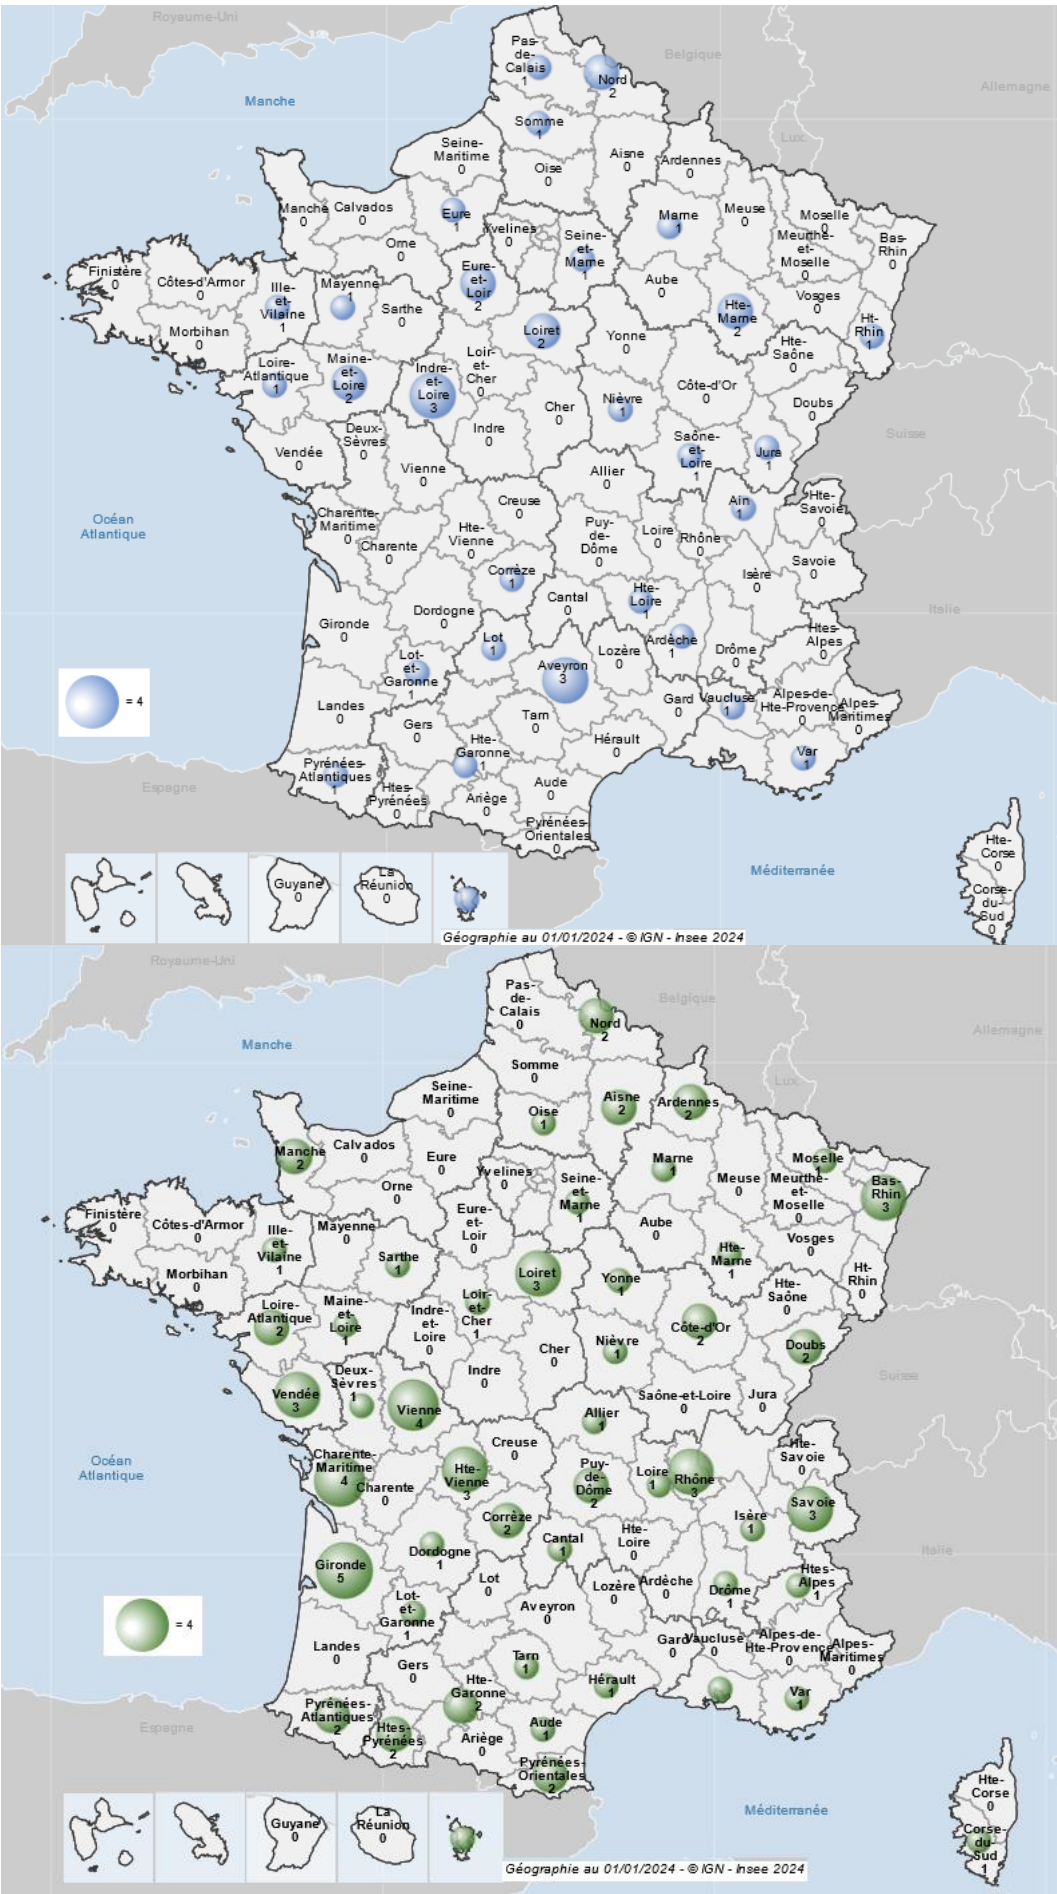 Royaume-Uni
Pas-
de-
Calais
1
Belgique
Nord
2
Allemagne
Manche
Somme
1
Lux
Seine-
Maritime
0
Oise
0
Aisne
0
Ardennes
0
Manche
0
Calvados
0
Eure
1
Yvelines
0
Seine-
et-
Marne
1
Marne
1
Meuse
0
Moselle
0
Meurthe-
et-
Moselle
0
Bas-
Rhin
0
Orne
0
Finistère
0
Côtes-d'Armor
0
Ille-
et-
Vilaine
1
Mayenne
1
Sarthe
0
Eure-
et-
Loir
2
Aube
0
Hte-
Marne
2
Vosges
0
Ht-
Rhin
1
Morbihan
0
Loiret
2
Yonne
0
Hte-
Saône
0
Loire-
Atlantique
1
Maine-
et-
Loire
2
Indre-
et-
Loire
3
Loir-
et-
Cher
0
Cher
0
Nièvre
1
Côte-d'Or
0
Doubs
0
Suisse
Vendée
0
Deux-
Sèvres
0
Vienne
0
Indre
0
Allier
0
Saône-
et-
Loire
1
Jura
1
Ain
1
Hte-
Savoie
0
Océan
Atlantique
Charente-
Maritime
0
Charente
0
Hte-
Vienne
0
Creuse
0
Puy-
de-
Dôme
0
Loire
0
Rhône
0
Isère
0
Savoie
0
Corrèze
1
Cantal
0
Hte-
Loire
1
Italie
Gironde
0
Dordogne
0
Lot
1
Aveyron
3
Lozère
0
Ardèche
1
Drôme
0
Htes-
Alpes
0
= 4
Lot-
et-
Garonne
1
Landes
0
Gers
0
Tarn
0
Gard
0
Vaucluse
1
Alpes-de-
Hte-Provence
0
Alpes-
Maritimes
0
Hte-
Garonne
1
Hérault
0
Var
1
Espagne
Pyrénées-
Atlantiques
1
Htes-
Pyrénées
0
Ariège
0
Aude
0
Pyrénées-
Orientales
0
Méditerranée
Hte-
Corse
0
Corse-
du-
Sud
0
Guyane
0
La
Réunion
0
Géographie au 01/01/2024 - © IGN - Insee 2024
Royaume-Uni
Pas-
de-
Calais
0
Belgique
Nord
2
Allemagne
Manche
Somme
0
Lux
Seine-
Maritime
0
Oise
1
Aisne
2
Ardennes
2
Manche
2
Calvados
0
Eure
0
Yvelines
0
Seine-
et-
Marne
1
Marne
1
Meuse
0
Moselle
1
Meurthe-
et-
Moselle
0
Bas-
Rhin
3
Orne
0
Finistère
0
Côtes-d'Armor
0
Ille-
et-
Vilaine
1
Mayenne
0
Sarthe
1
Eure-
et-
Loir
0
Aube
0
Hte-
Marne
1
Vosges
0
Ht-
Rhin
0
Morbihan
0
Loiret
3
Yonne
1
Hte-
Saône
0
Loire-
Atlantique
2
Maine-
et-
Loire
1
Indre-
et-
Loire
0
Loir-
et-
Cher
1
Cher
0
Nièvre
1
Côte-d'Or
2
Doubs
2
Suisse
Vendée
3
Deux-
Sèvres
1
Vienne
4
Indre
0
Allier
1
Saône-et-Loire
0
Jura
0
Hte-
Savoie
0
Océan
Atlantique
Charente-
Maritime
4
Charente
0
Hte-
Vienne
3
Creuse
0
Puy-
de-
Dôme
2
Loire
1
Rhône
3
Isère
1
Savoie
3
Corrèze
2
Cantal
1
Hte-
Loire
0
Italie
Gironde
5
Dordogne
1
Lot
0
Aveyron
0
Lozère
0
Ardèche
0
Drôme
1
Htes-
Alpes
1
= 4
Lot-
et-
Garonne
1
Landes
0
Gers
0
Tarn
1
Gard
0
Vaucluse
0
Alpes-de-
Hte-Provence
0
Alpes-
Maritimes
0
Hte-
Garonne
2
Hérault
1
Var
1
Espagne
Pyrénées-
Atlantiques
2
Htes-
Pyrénées
2
Ariège
0
Aude
1
Pyrénées-
Orientales
2
Méditerranée
Hte-
Corse
0
Corse-
du-
Sud
1
Guyane
0
La
Réunion
0
Géographie au 01/01/2024 - © IGN - Insee 2024